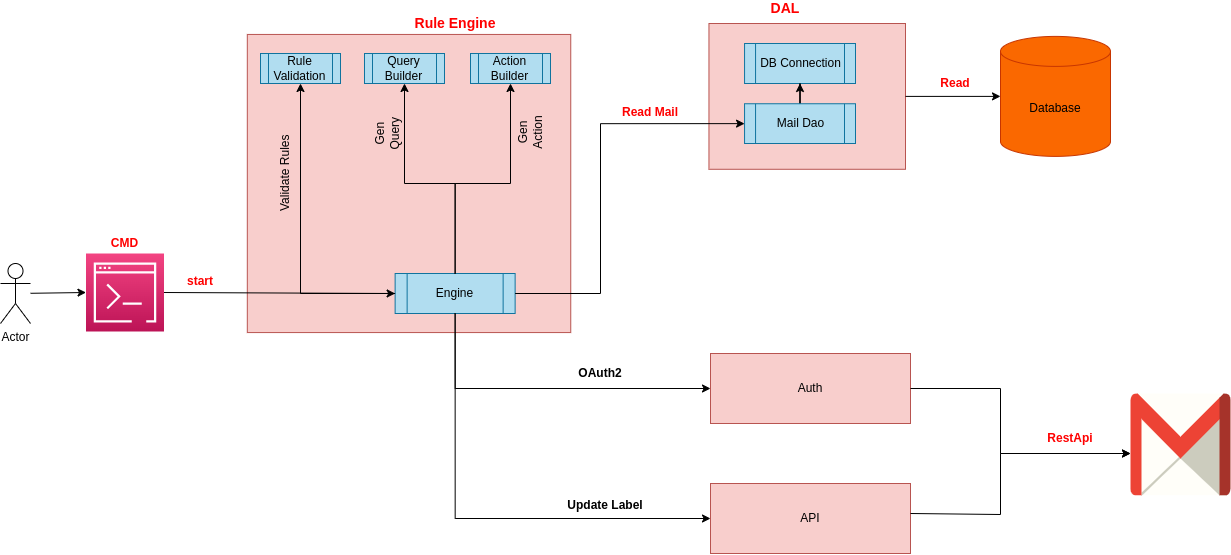 Rule Engine
DAL
Rule
Validation
Query
Builder
Action
Builder
DB Connection
Mail Dao
Read
Database
Read Mail
Gen
Query
Gen
Action
Validate Rules
CMD
start
Engine
Actor
OAuth2
Auth
RestApi
Update Label
API